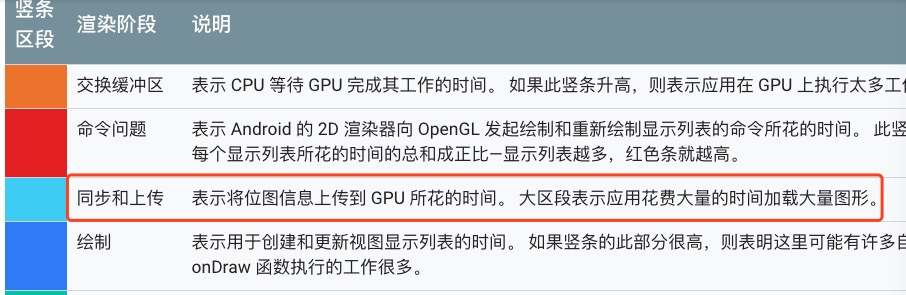 竖条
区段
渲染阶段
说明
交换缓冲区
表示 CPU 等待 GPU 完成其工作的时间。 如果此竖条升高，则表示应用在 GPU 上执行太多工
命令问题
表示 Android 的 2D 渲染器向 OpenGL 发起绘制和重新绘制显示列表的命令所花的时间。 此竖
每个显示列表所花的时间的总和成正比—显示列表越多，红色条就越高。
同步和上传
表示将位图信息上传到 GPU 所花的时间。 大区段表示应用花费大量的时间加载大量图形。
绘制
表示用于创建和更新视图显示列表的时间。 如果竖条的此部分很高，则表明这里可能有许多自
onDraw 函数执行的工作很多。